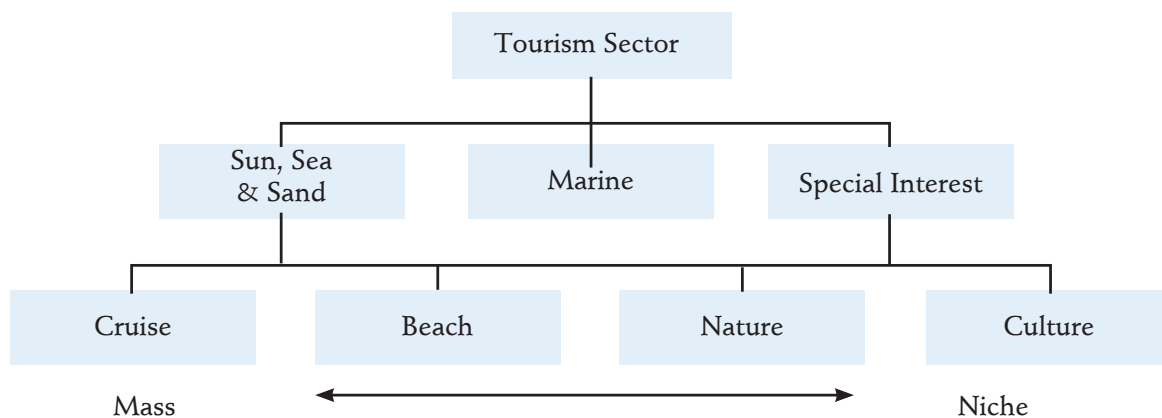 Tourism Sector
Sun, Sea
& Sand
Marine
Special Interest
Cruise
Beach
Nature
Culture
Mass
Niche